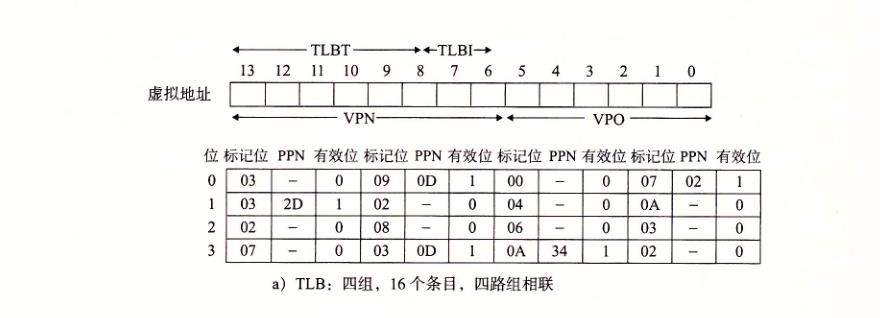 TLBT TLBI
13 12 11 10 9 8 7 6 5 4 3 2 1 0
虚拟地址
VPN VPO
位 标记位 PPN 有效位 标记位 PPN 有效位 标记位 PPN 有效位 标记位 PPN 有效位
0 03 – 0 09 0D 1 00 – 0 07 02 1
1 03 2D 1 02 – 0 04 – 0 0A – 0
2 02 – 0 08 – 0 06 – 0 03 – 0
3 07 – 0 03 0D 1 0A 34 1 02 – 0
a）TLB：四组，16个条目，四路组相联